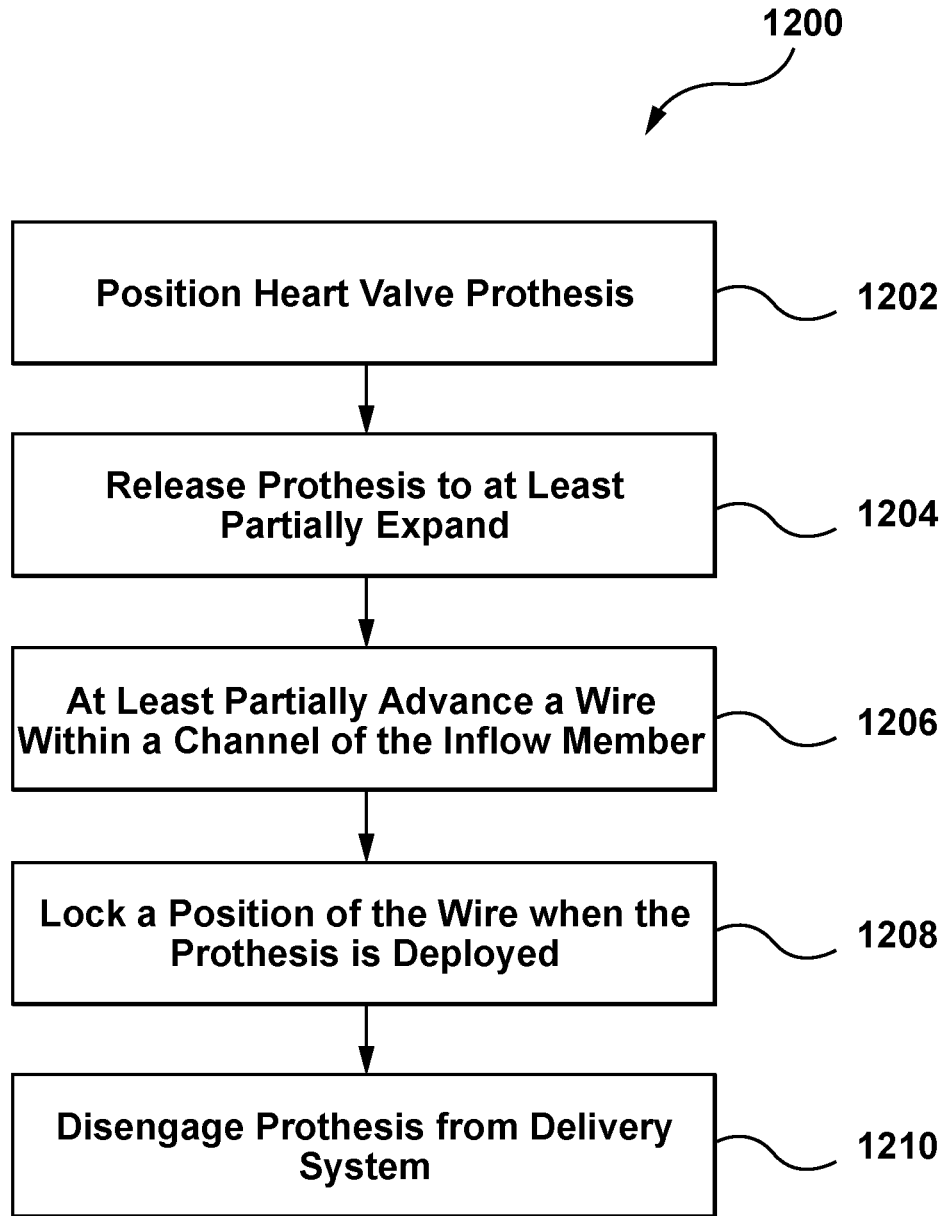 1200
Position Heart Valve Prothesis
1202
Release Prothesis to at Least
Partially Expand
1204
At Least Partially Advance a Wire
Within a Channel of the Inflow Member
1206
Lock a Position of the Wire when the
Prothesis is Deployed
1208
Disengage Prothesis from Delivery
System
1210